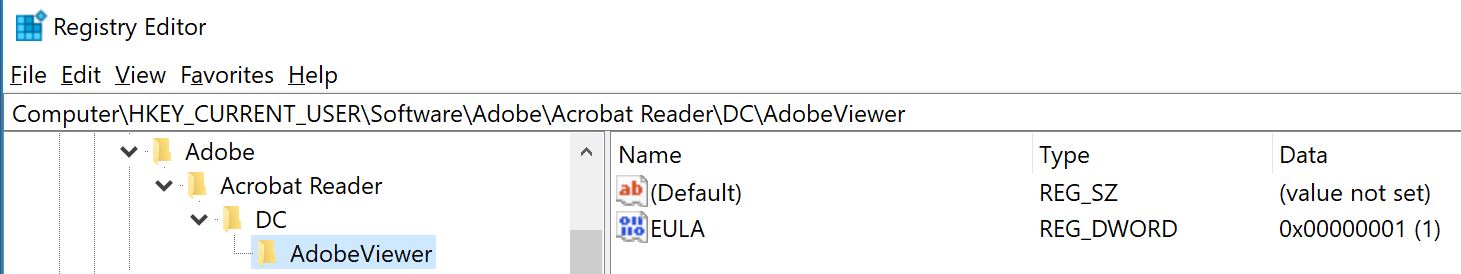 Registry Editor
File Edit View Favorites Help
Computer\HKEY_CURRENT_USER\Software\Adobe\Acrobat Reader\DC\AdobeViewer
Adobe
Acrobat Reader
DC
AdobeViewer
Name Type Data
(Default) REG_SZ (value not set)
EULA REG_DWORD 0x00000001 (1)